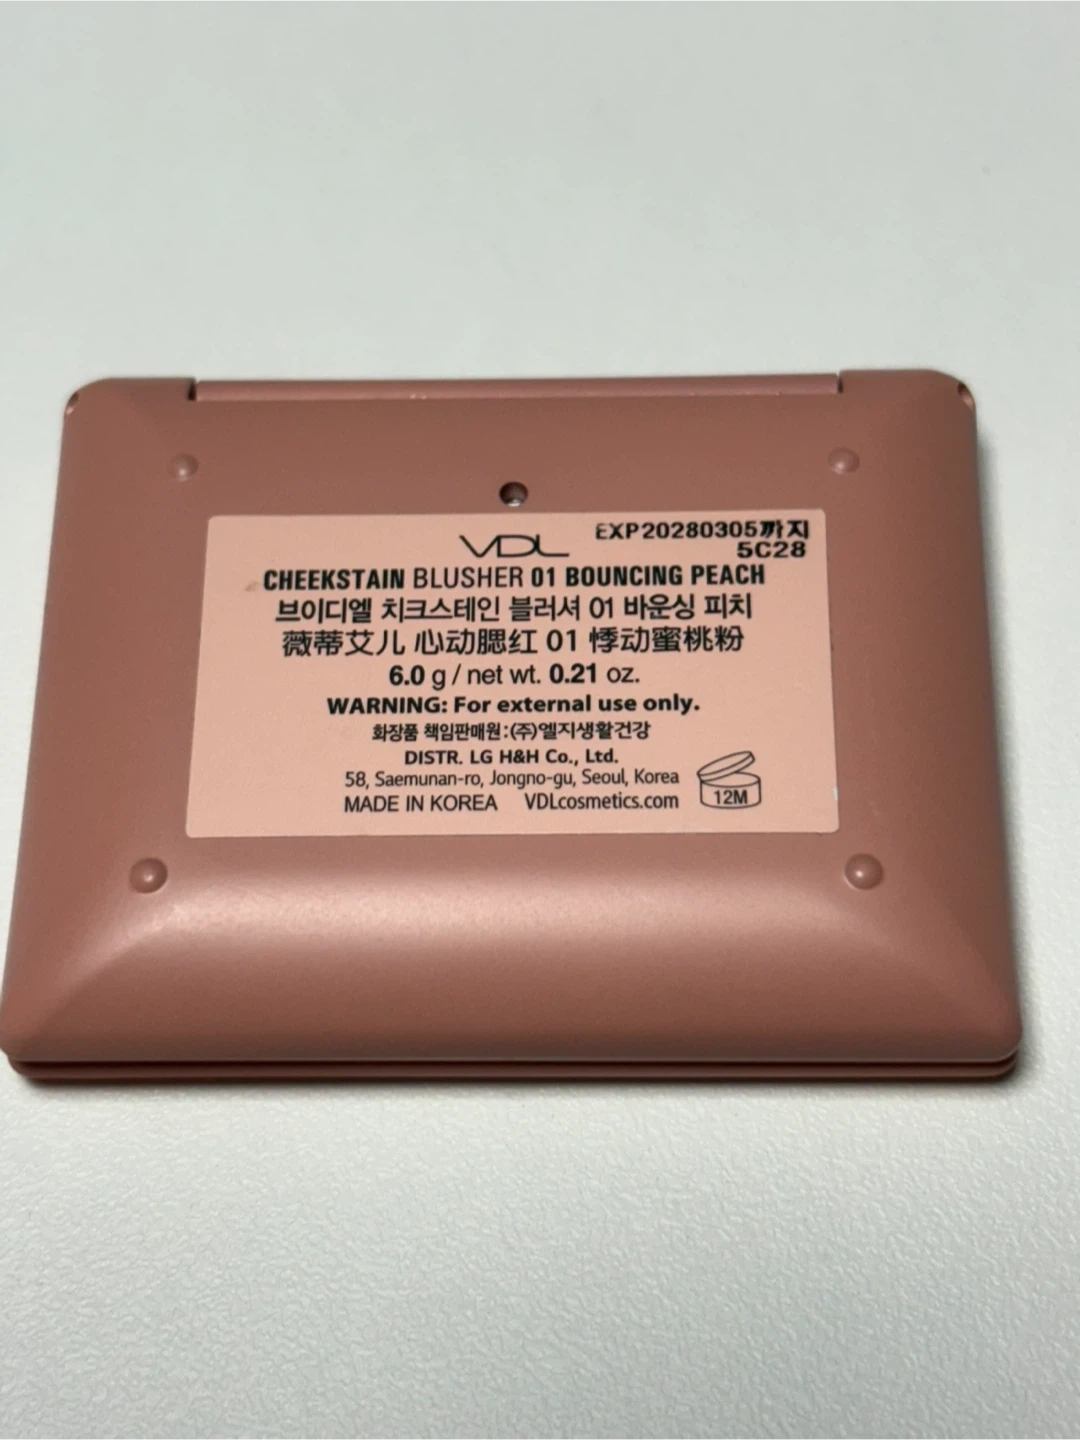 VDL
EXP20280305까지
5C28
CHEEKSTAIN BLUSHER 01 BOUNCING PEACH
브이디엘 치크스테인 블러셔 01 바운싱 피치
薇蒂艾儿 心动腮红 01 悸动蜜桃粉
6.0 g / net wt. 0.21 oz.
WARNING: For external use only.
화장품 책임판매원:(주)엘지생활건강
DISTR. LG H&H Co., Ltd.
58, Saemunan-ro, Jongno-gu, Seoul, Korea
MADE IN KOREA VDLcosmetics.com
12M